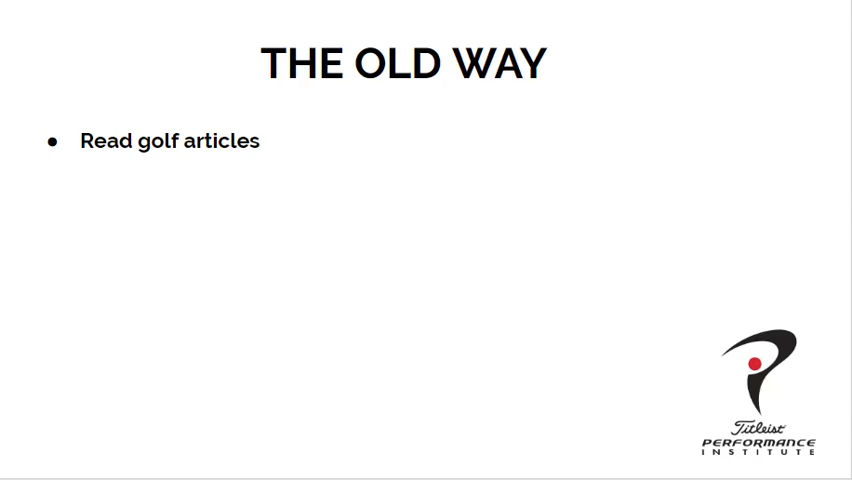 THE OLD WAY
● Read golf articles
Titleist
PERFORMANCE
INSTITUTE